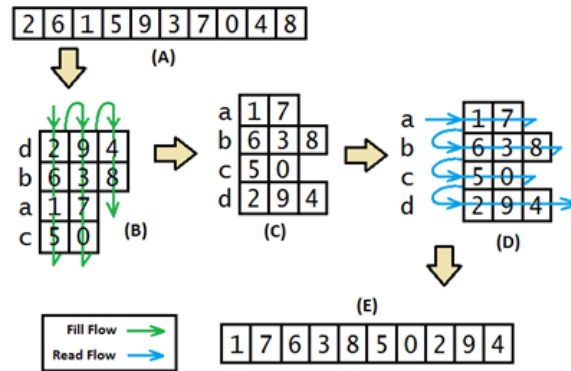 2 6 1 5 9 3 7 0 4 8
(A)
d 2 9 4
b 6 3 8
a 1 7
c 5 0
(B)
a 1 7
b 6 3 8
c 5 0
d 2 9 4
(C)
a 1 7
b 6 3 8
c 5 0
d 2 9 4
(D)
(E)
1 7 6 3 8 5 0 2 9 4
Fill Flow
Read Flow